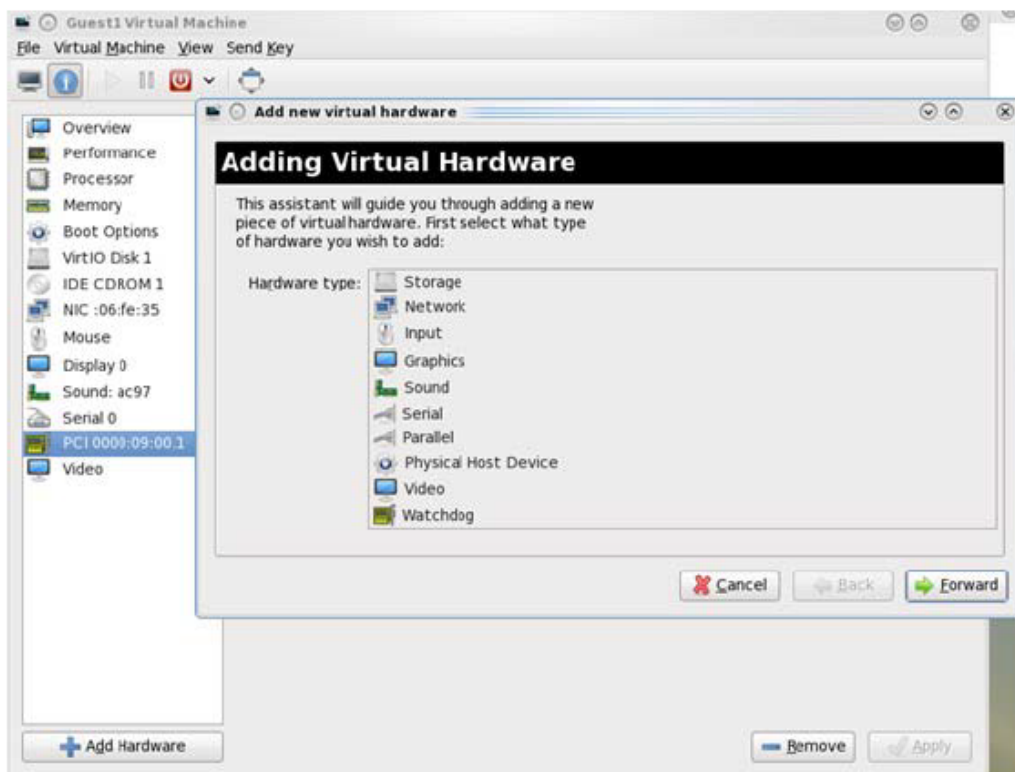 Guest1 Virtual Machine
File Virtual Machine View Send Key
Overview
Performance
Processor
Memory
Boot Options
VirtIO Disk 1
IDE CDROM 1
NIC :06:fe:35
Mouse
Display 0
Sound: ac97
Serial 0
PCI 0000:09:00.1
Video
Add Hardware
Add new virtual hardware
Adding Virtual Hardware
This assistant will guide you through adding a new
piece of virtual hardware. First select what type
of hardware you wish to add:
Hardware type:
Storage
Network
Input
Graphics
Sound
Serial
Parallel
Physical Host Device
Video
Watchdog
Cancel
Back
Forward
Remove
Apply